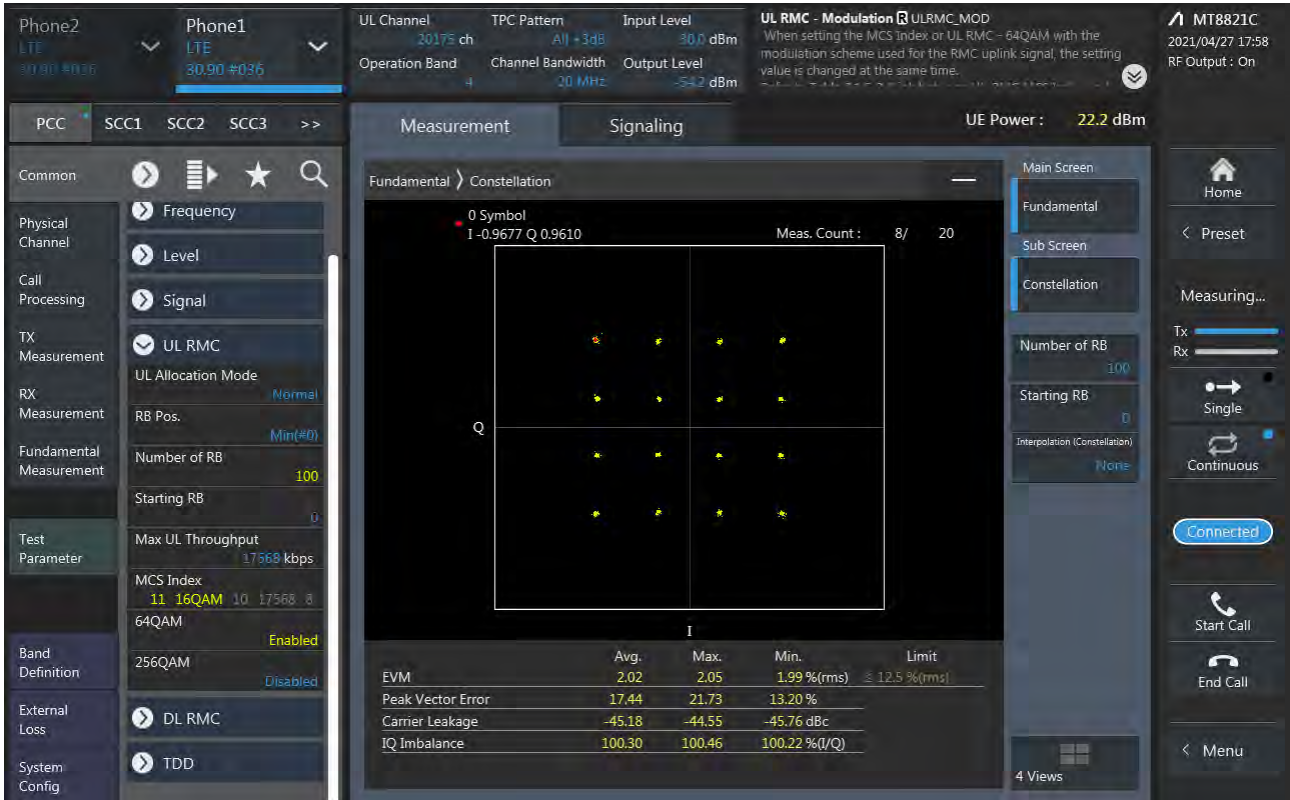 Phone2
LTE
30.90 #036
Phone1
LTE
30.90 #036
UL Channel
20175 ch
Operation Band
4
TPC Pattern
All +3dB
Channel Bandwidth
20 MHz
Input Level
30.0 dBm
Output Level
-54.2 dBm
UL RMC - Modulation R ULRMC_MOD
When setting the MCS Index or UL RMC - 64QAM with the
modulation scheme used for the RMC uplink signal, the setting
value is changed at the same time.
MT8821C
2021/04/27 17:58
RF Output : On
PCC SCC1 SCC2 SCC3 >>
Measurement Signaling
UE Power : 22.2 dBm
Common
Physical
Channel
Call
Processing
TX
Measurement
RX
Measurement
Fundamental
Measurement
Test
Parameter
Band
Definition
External
Loss
System
Config
Frequency
Level
Signal
UL RMC
UL Allocation Mode
Normal
RB Pos.
Min(#0)
Number of RB
100
Starting RB
0
Max UL Throughput
17568 kbps
MCS Index
11 16QAM 10 17568 8
64QAM
Enabled
256QAM
Disabled
DL RMC
TDD
Fundamental 〉 Constellation
0 Symbol
I -0.9677 Q 0.9610
Meas. Count : 8/ 20
Q
I
Avg. Max. Min. Limit
EVM 2.02 2.05 1.99 %(rms) ≤ 12.5 %(rms)
Peak Vector Error 17.44 21.73 13.20 %
Carrier Leakage -45.18 -44.55 -45.76 dBc
IQ Imbalance 100.30 100.46 100.22 %(I/Q)
Main Screen
Fundamental
Sub Screen
Constellation
Number of RB
100
Starting RB
0
Interpolation (Constellation)
None
4 Views
Home
< Preset
Measuring...
Tx
Rx
Single
Continuous
Connected
Start Call
End Call
< Menu